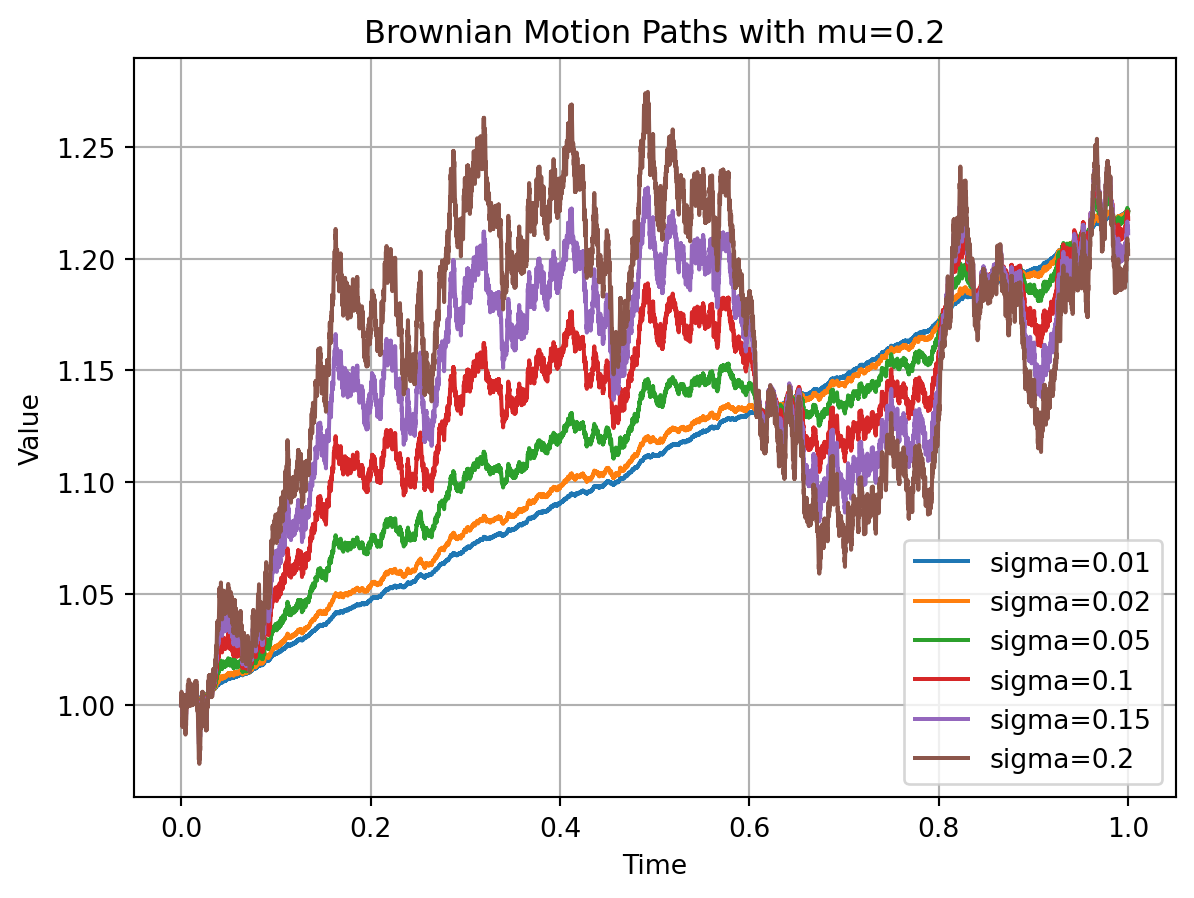 Brownian Motion Paths with mu=0.2
Value
1.25
1.20
1.15
1.10
1.05
1.00
sigma=0.01
sigma=0.02
sigma=0.05
sigma=0.1
sigma=0.15
sigma=0.2
0.0 0.2 0.4 0.6 0.8 1.0
Time